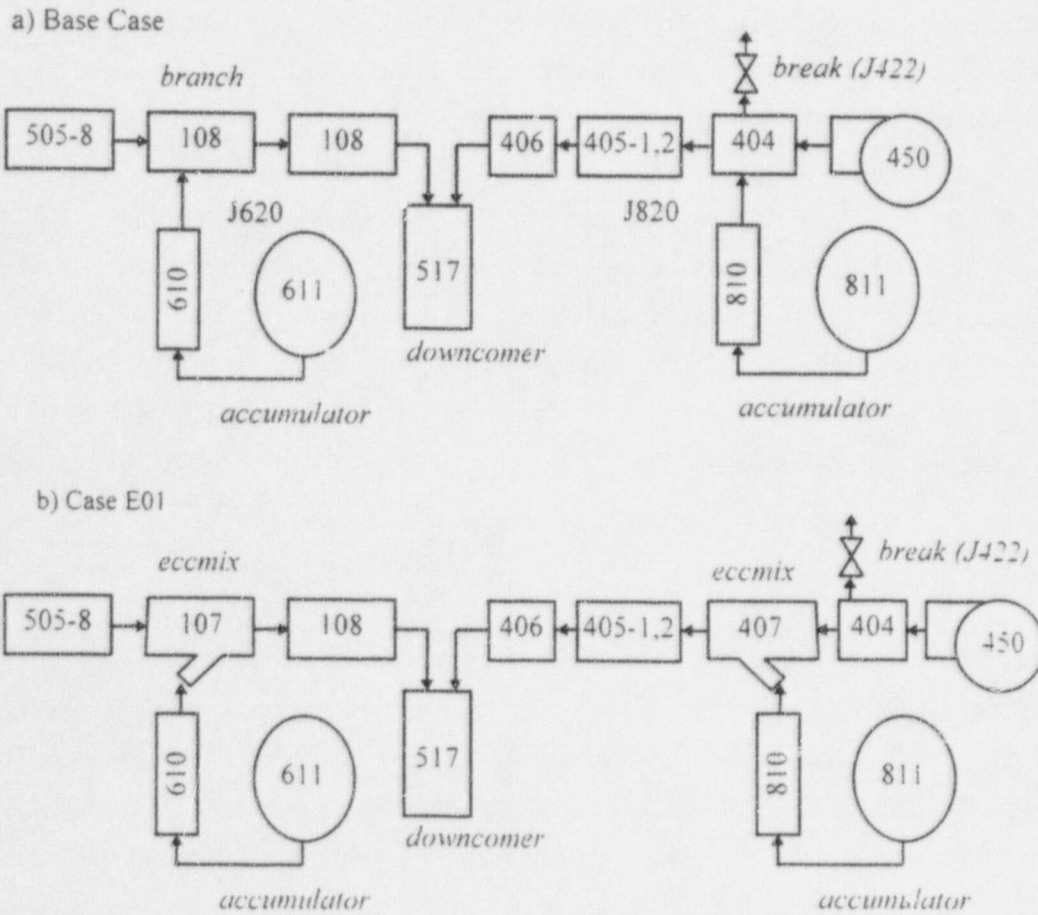 a) Base Case
branch
break (J422)
505-8
108
108
406
405-1,2
404
450
J620
J820
610
611
517
810
811
downcomer
accumulator
accumulator
b) Case E01
eccmix
eccmix
break (J422)
505-8
107
108
406
405-1,2
407
404
450
610
611
517
810
811
downcomer
accumulator
accumulator